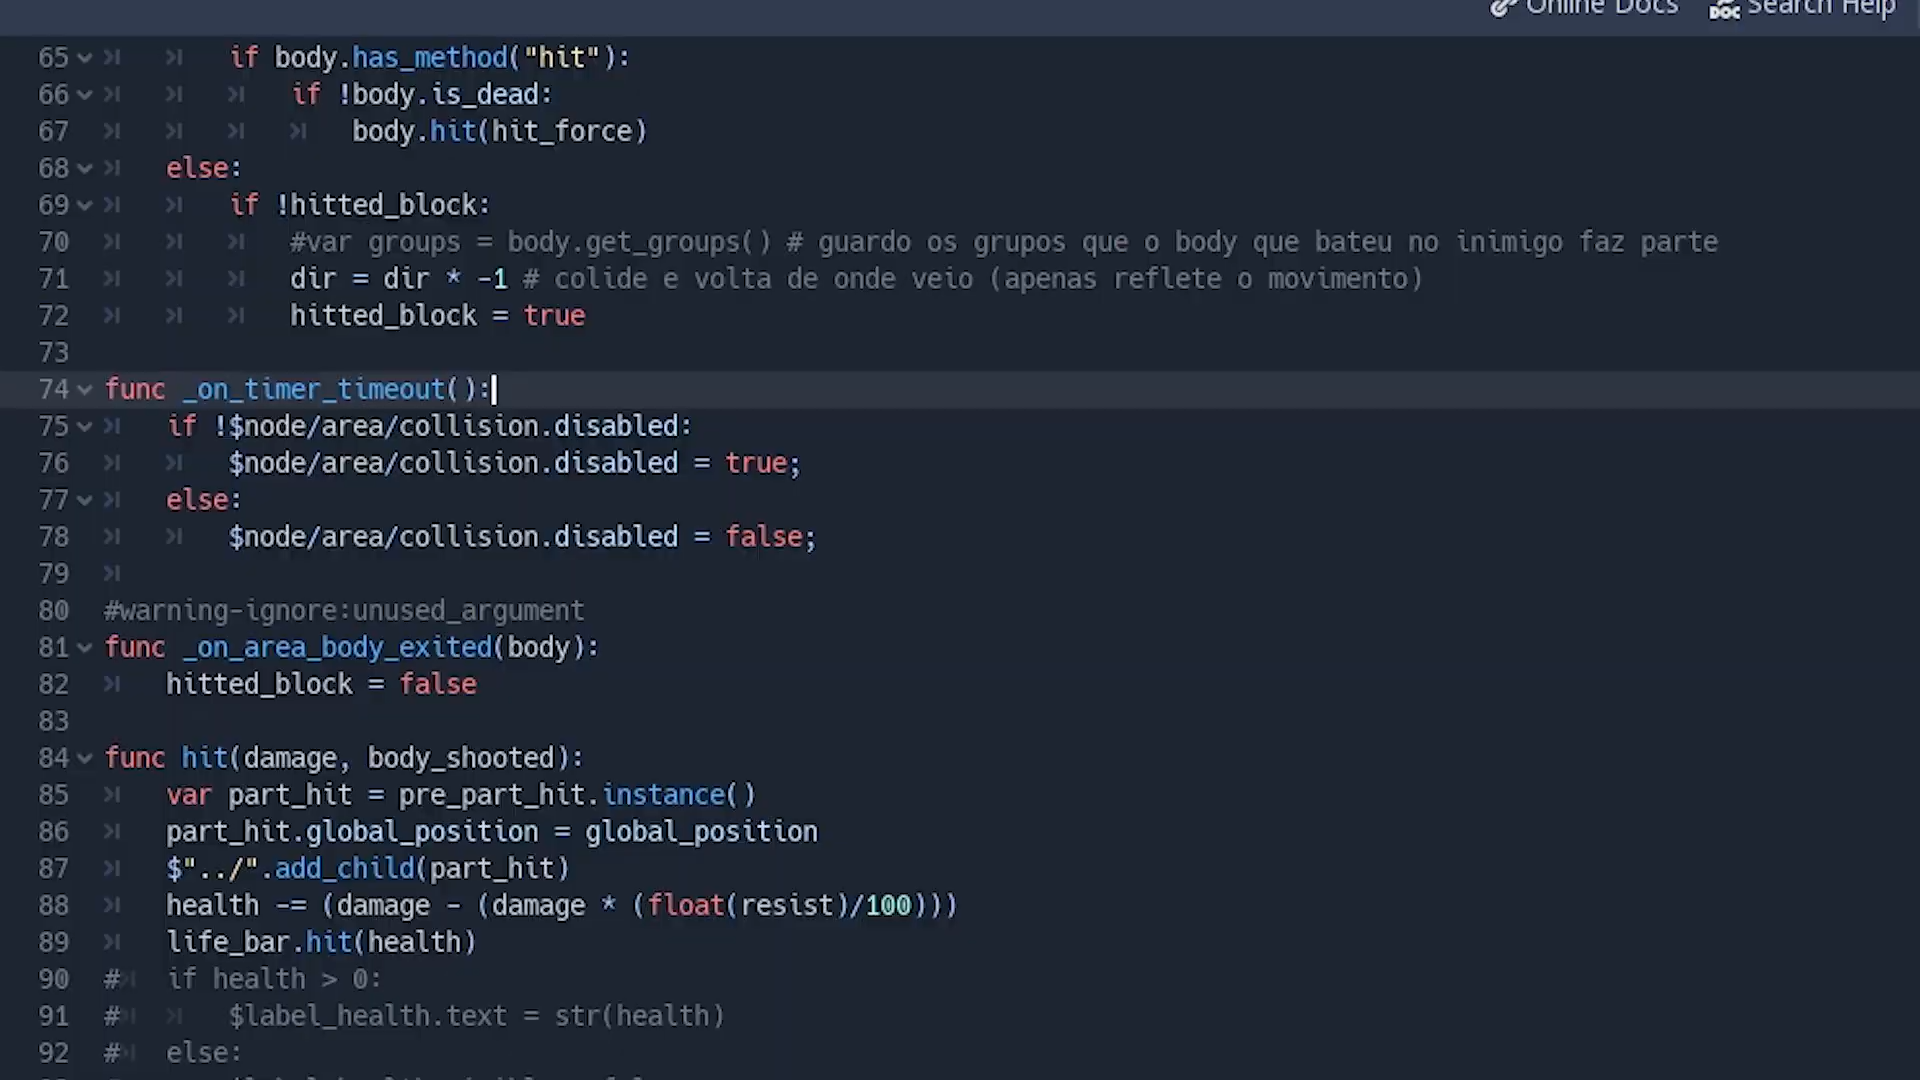 Online Docs DOC Search Help
65 if body.has_method("hit"):
66 if !body.is_dead:
67 body.hit(hit_force)
68 else:
69 if !hitted_block:
70 #var groups = body.get_groups() # guardo os grupos que o body que bateu no inimigo faz parte
71 dir = dir * -1 # colide e volta de onde veio (apenas reflete o movimento)
72 hitted_block = true
73
74 func _on_timer_timeout():
75 if !$node/area/collision.disabled:
76 $node/area/collision.disabled = true;
77 else:
78 $node/area/collision.disabled = false;
79
80 #warning-ignore:unused_argument
81 func _on_area_body_exited(body):
82 hitted_block = false
83
84 func hit(damage, body_shooted):
85 var part_hit = pre_part_hit.instance()
86 part_hit.global_position = global_position
87 $"../".add_child(part_hit)
88 health -= (damage - (damage * (float(resist)/100)))
89 life_bar.hit(health)
90 # if health > 0:
91 # $label_health.text = str(health)
92 # else: